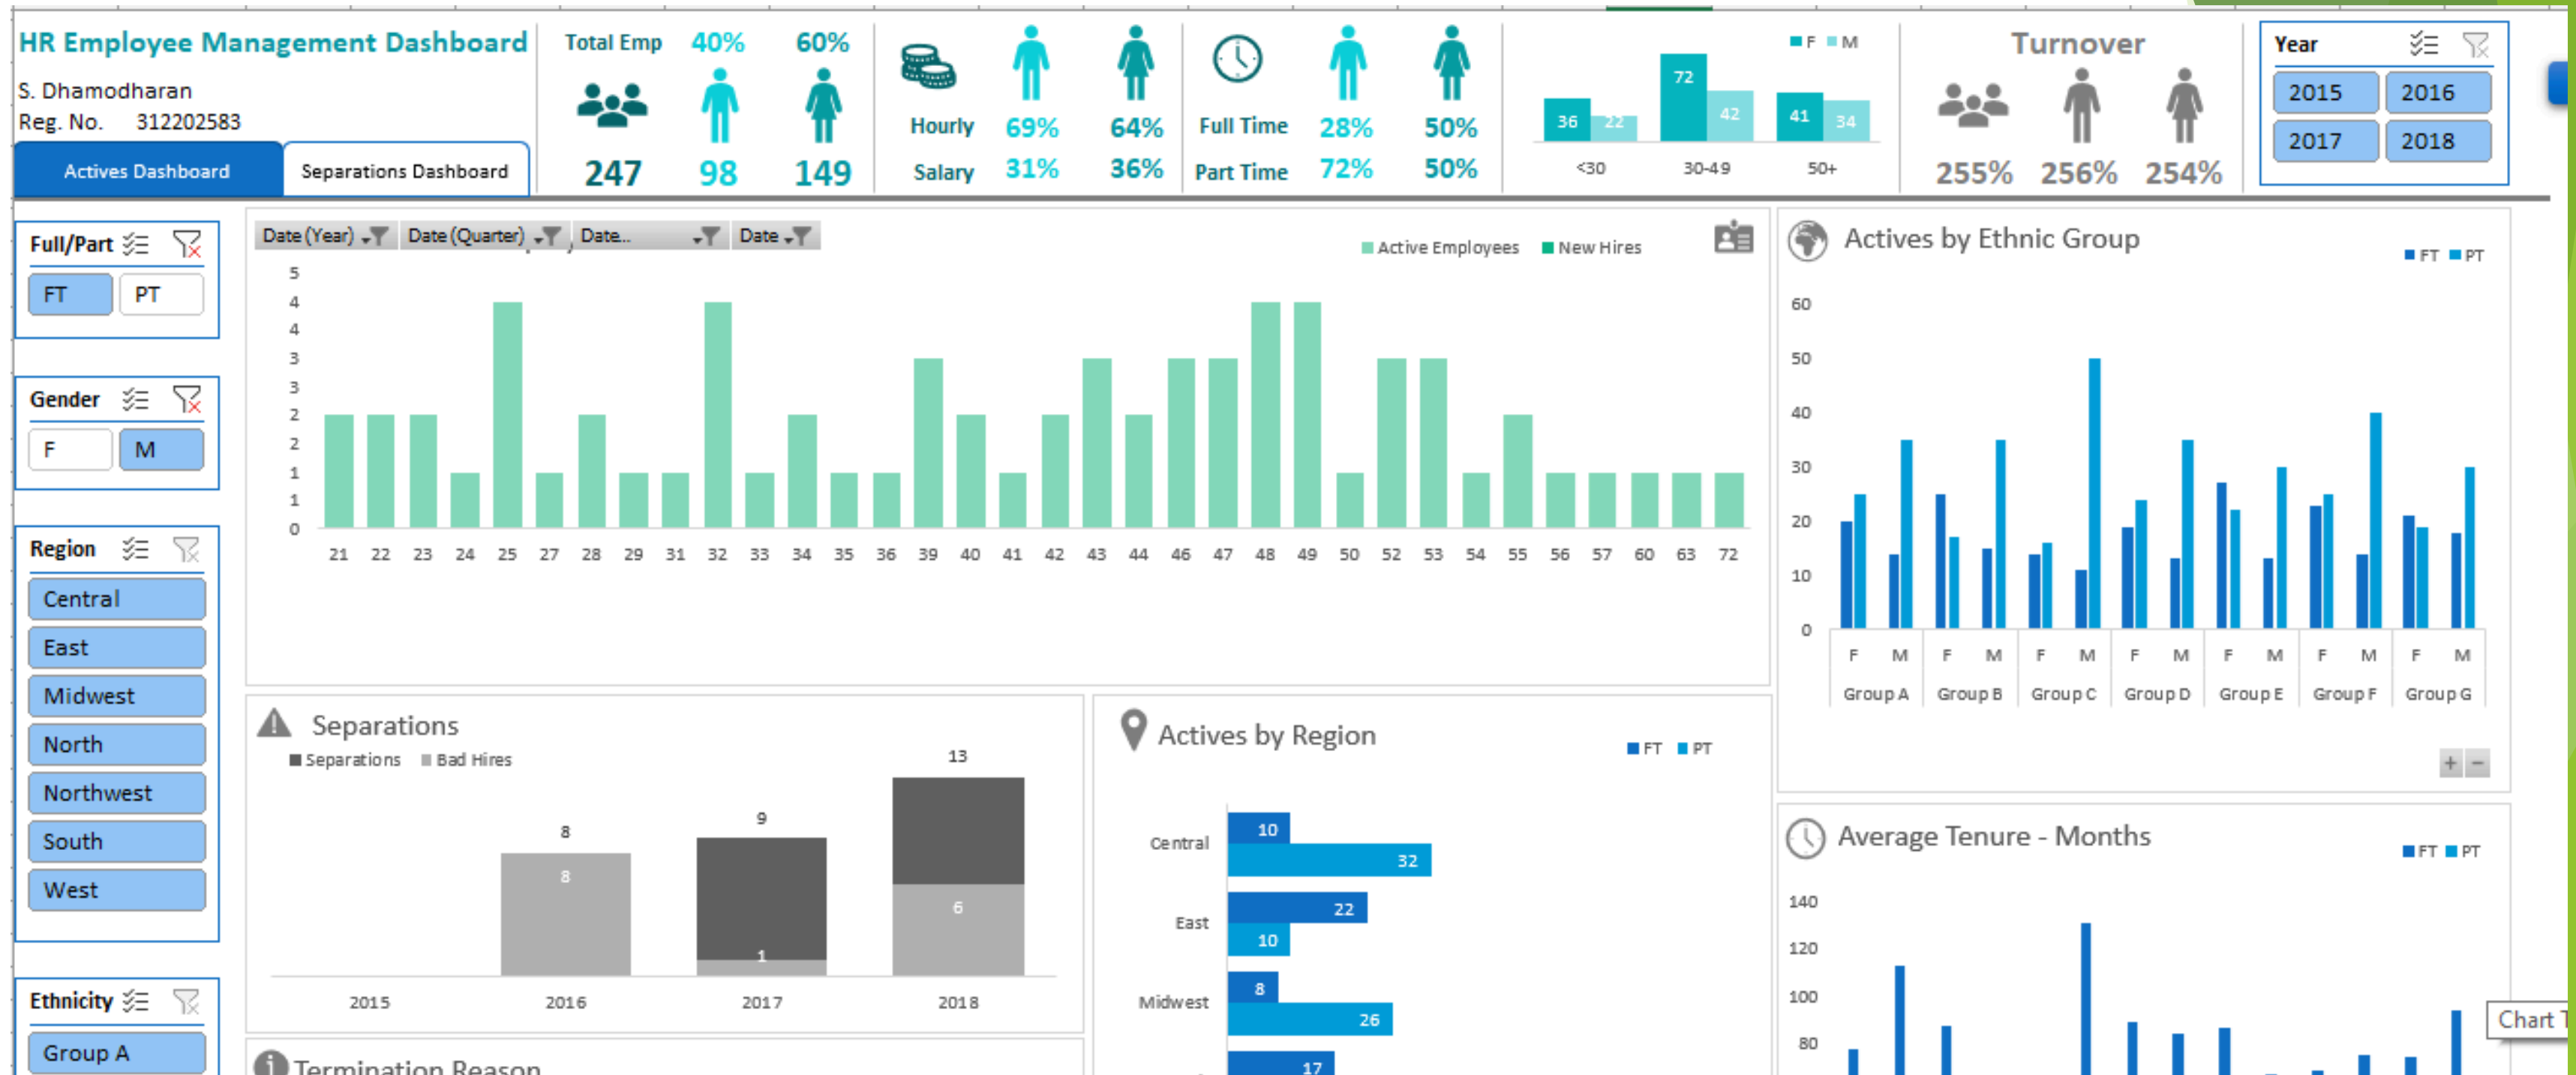 HR Employee Management Dashboard
S. Dhamodharan
Reg. No. 312202583
Actives Dashboard
Separations Dashboard
Total Emp 40% 60%
247 98 149
Hourly 69% 64%
Salary 31% 36%
Full Time 28% 50%
Part Time 72% 50%
F M
36 22 72 42 41 34
<30 30-49 50+
Turnover
255% 256% 254%
Year
2015 2016
2017 2018
Full/Part
FT PT
Gender
F M
Region
Central
East
Midwest
North
Northwest
South
West
Ethnicity
Group A
Date (Year) Date (Quarter) Date... Date
Active Employees New Hires
5
4
4
3
3
2
2
1
1
0
21 22 23 24 25 27 28 29 31 32 33 34 35 36 39 40 41 42 43 44 46 47 48 49 50 52 53 54 55 56 57 60 63 72
Separations
Separations Bad Hires
8 9 13
8 1 6
2015 2016 2017 2018
Termination Reason
Actives by Region
FT PT
Central 10
32
East 22
10
Midwest 8
26
17
Actives by Ethnic Group
FT PT
60
50
40
30
20
10
0
F M F M F M F M F M F M F M
Group A Group B Group C Group D Group E Group F Group G
+ −
Average Tenure - Months
FT PT
140
120
100
80
Chart